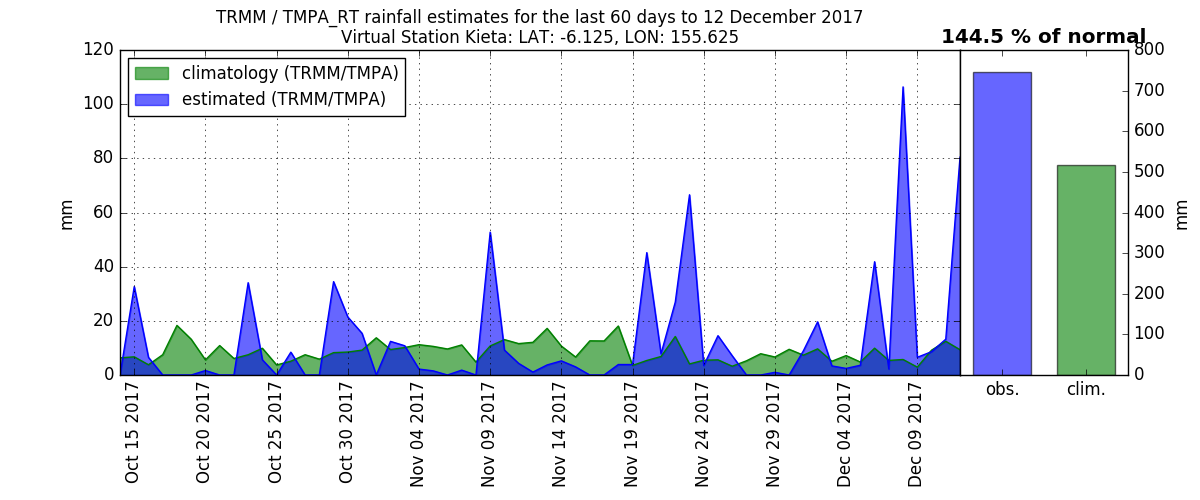 TRMM / TMPA_RT rainfall estimates for the last 60 days to 12 December 2017
Virtual Station Kieta: LAT: -6.125, LON: 155.625
144.5 % of normal
climatology (TRMM/TMPA)
estimated (TRMM/TMPA)
mm
120
100
80
60
40
20
0
Oct 15 2017
Oct 20 2017
Oct 25 2017
Oct 30 2017
Nov 04 2017
Nov 09 2017
Nov 14 2017
Nov 19 2017
Nov 24 2017
Nov 29 2017
Dec 04 2017
Dec 09 2017
obs.
clim.
800
700
600
500
400
300
200
100
0
mm